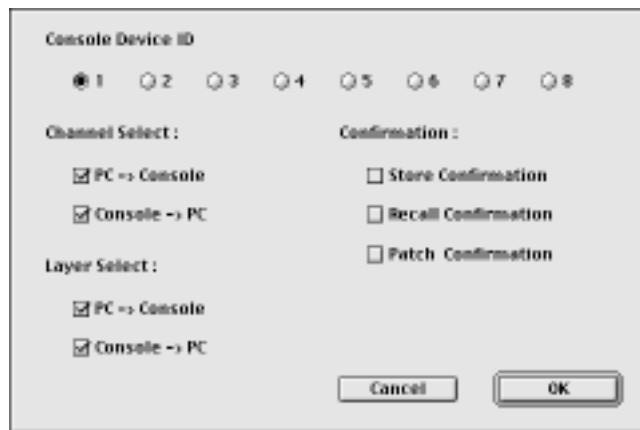 Console Device ID
1 2 3 4 5 6 7 8
Channel Select :
PC -> Console
Console -> PC
Layer Select :
PC -> Console
Console -> PC
Confirmation :
Store Confirmation
Recall Confirmation
Patch Confirmation
Cancel OK